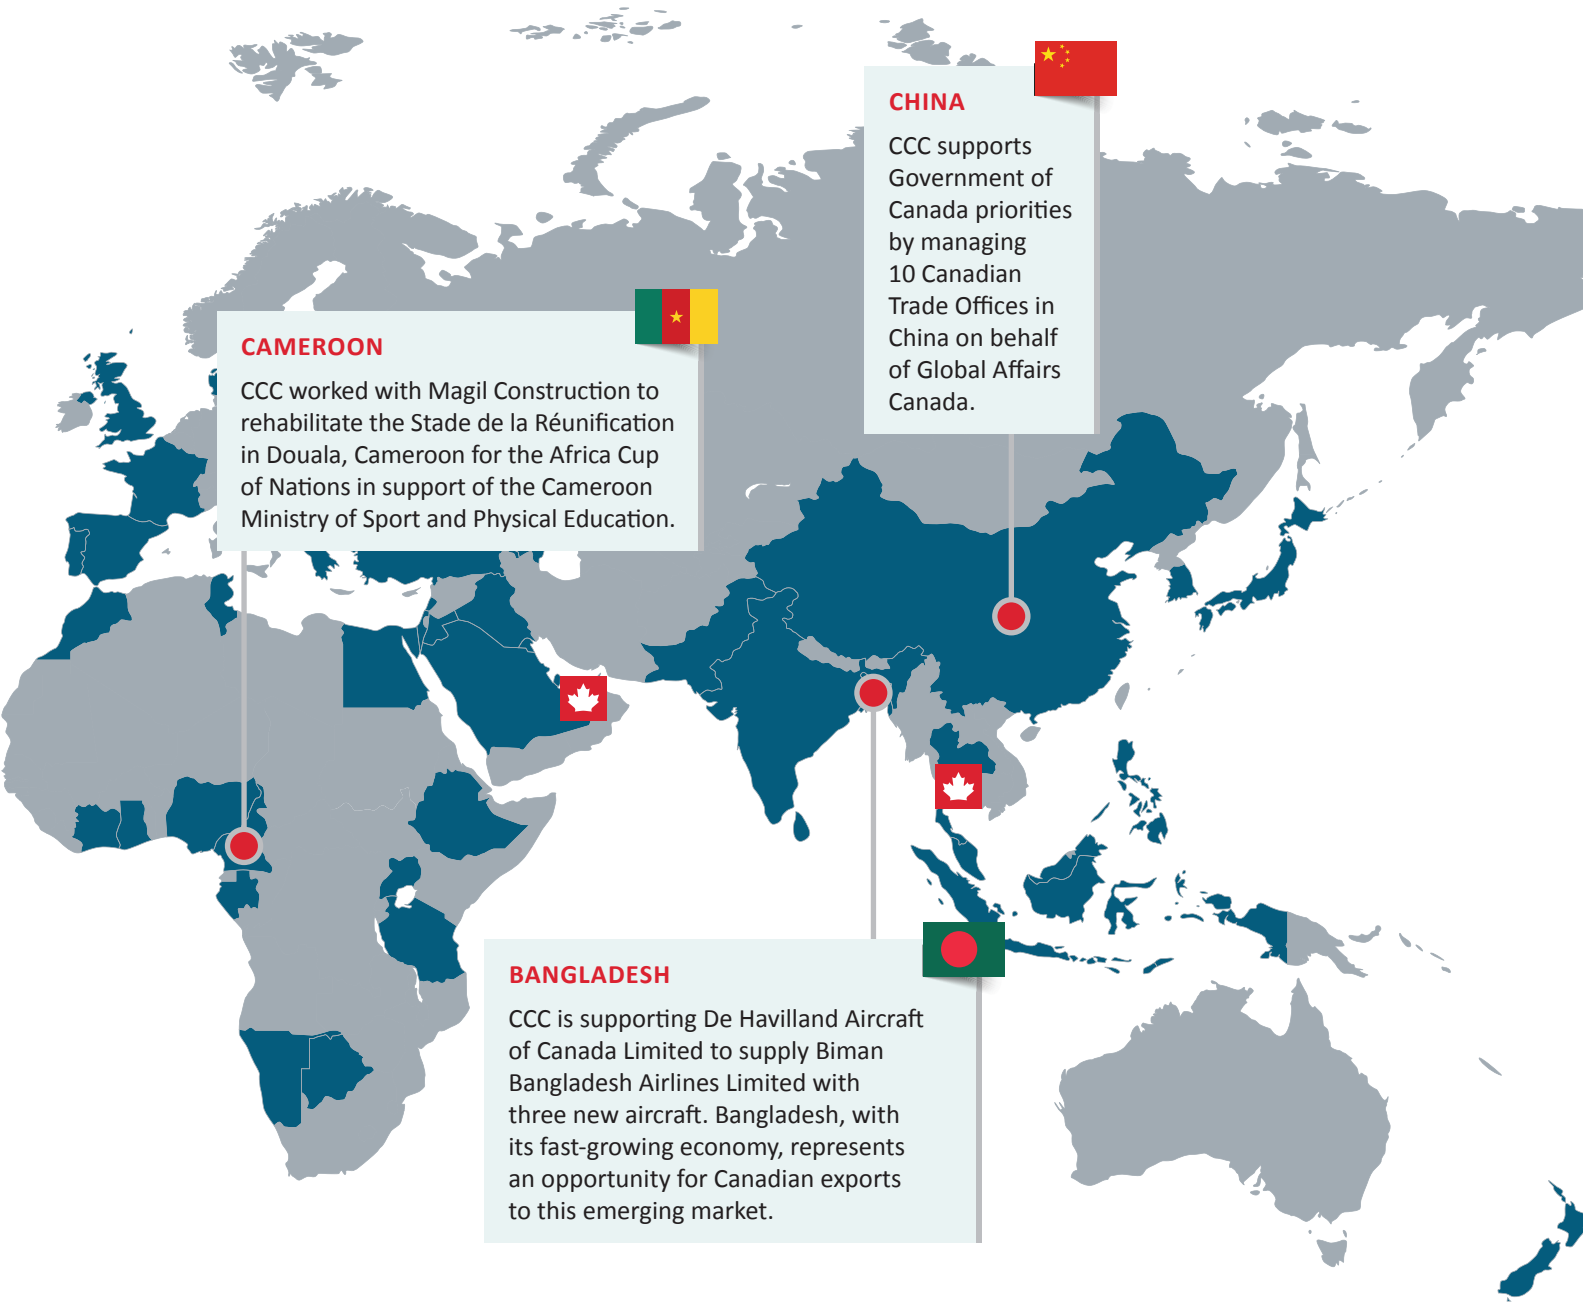 CHINA
CCC supports
Government of
Canada priorities
by managing
10 Canadian
Trade Offices in
China on behalf
of Global Affairs
Canada.
CAMEROON
CCC worked with Magil Construction to
rehabilitate the Stade de la Réunification
in Douala, Cameroon for the Africa Cup
of Nations in support of the Cameroon
Ministry of Sport and Physical Education.
BANGLADESH
CCC is supporting De Havilland Aircraft
of Canada Limited to supply Biman
Bangladesh Airlines Limited with
three new aircraft. Bangladesh, with
its fast-growing economy, represents
an opportunity for Canadian exports
to this emerging market.